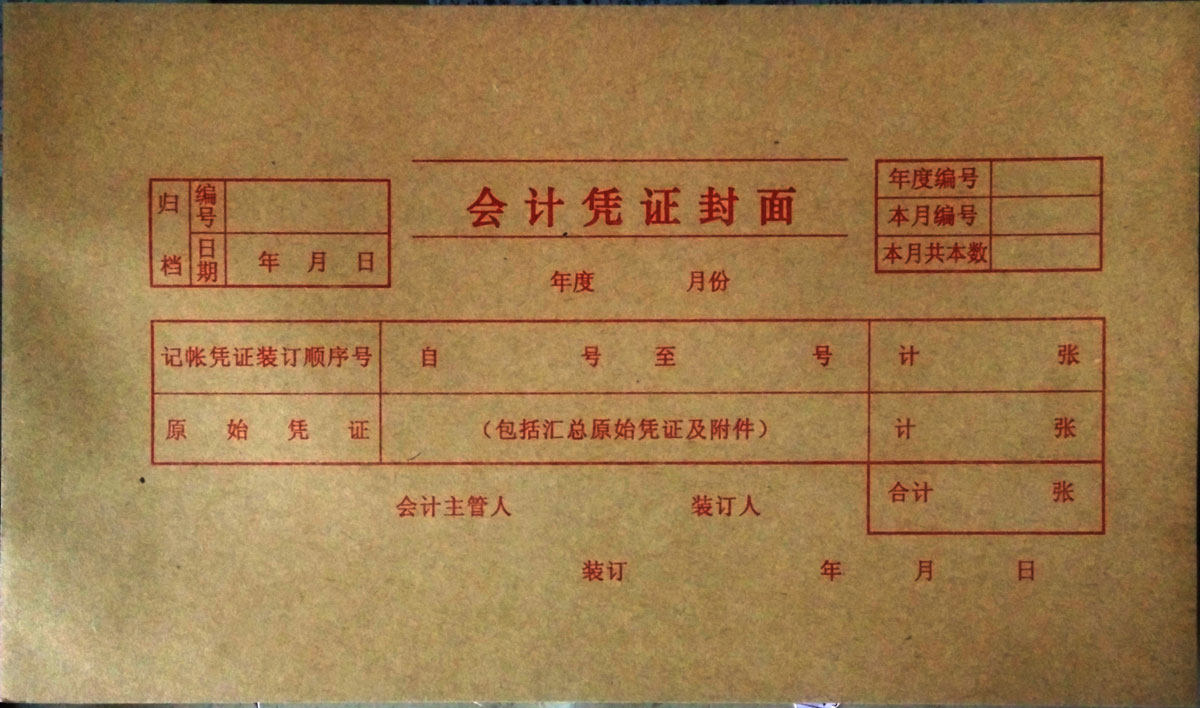 会计凭证封面
年度 月份
归档
编号
日期 年 月 日
年度编号
本月编号
本月共本数
记帐凭证装订顺序号 自 号 至 号 计 张
原始凭证 （包括汇总原始凭证及附件） 计 张
合计 张
会计主管人 装订人
装订 年 月 日